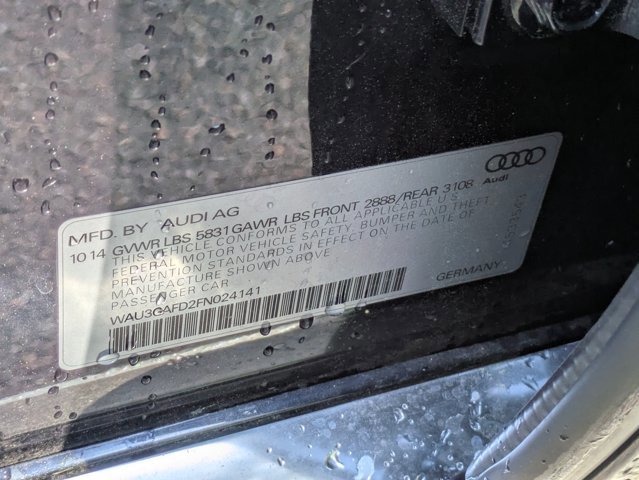 MFD. BY AUDI AG
Audi
10 14 GVWR LBS 5831 GAWR LBS FRONT 2888/REAR 3108
THIS VEHICLE CONFORMS TO ALL APPLICABLE U.S.
FEDERAL MOTOR VEHICLE SAFETY, BUMPER AND THEFT
PREVENTION STANDARDS IN EFFECT ON THE DATE OF
MANUFACTURE SHOWN ABOVE
PASSENGER CAR
WAU3GAFD2FN024141
GERMANY